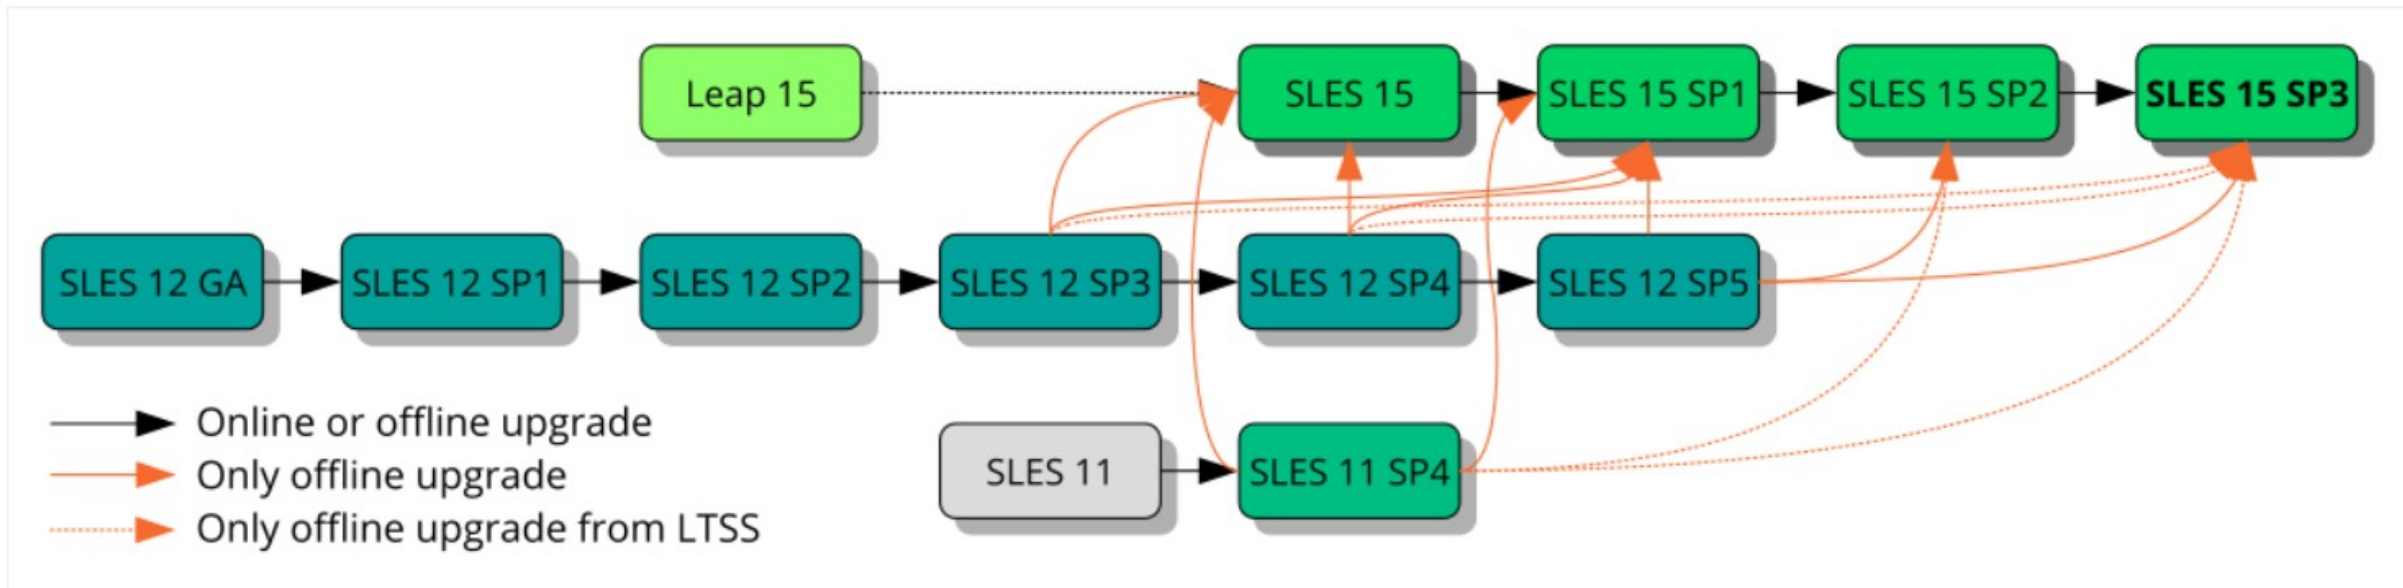 Leap 15
SLES 15
SLES 15 SP1
SLES 15 SP2
SLES 15 SP3
SLES 12 GA
SLES 12 SP1
SLES 12 SP2
SLES 12 SP3
SLES 12 SP4
SLES 12 SP5
SLES 11
SLES 11 SP4
Online or offline upgrade
Only offline upgrade
Only offline upgrade from LTSS